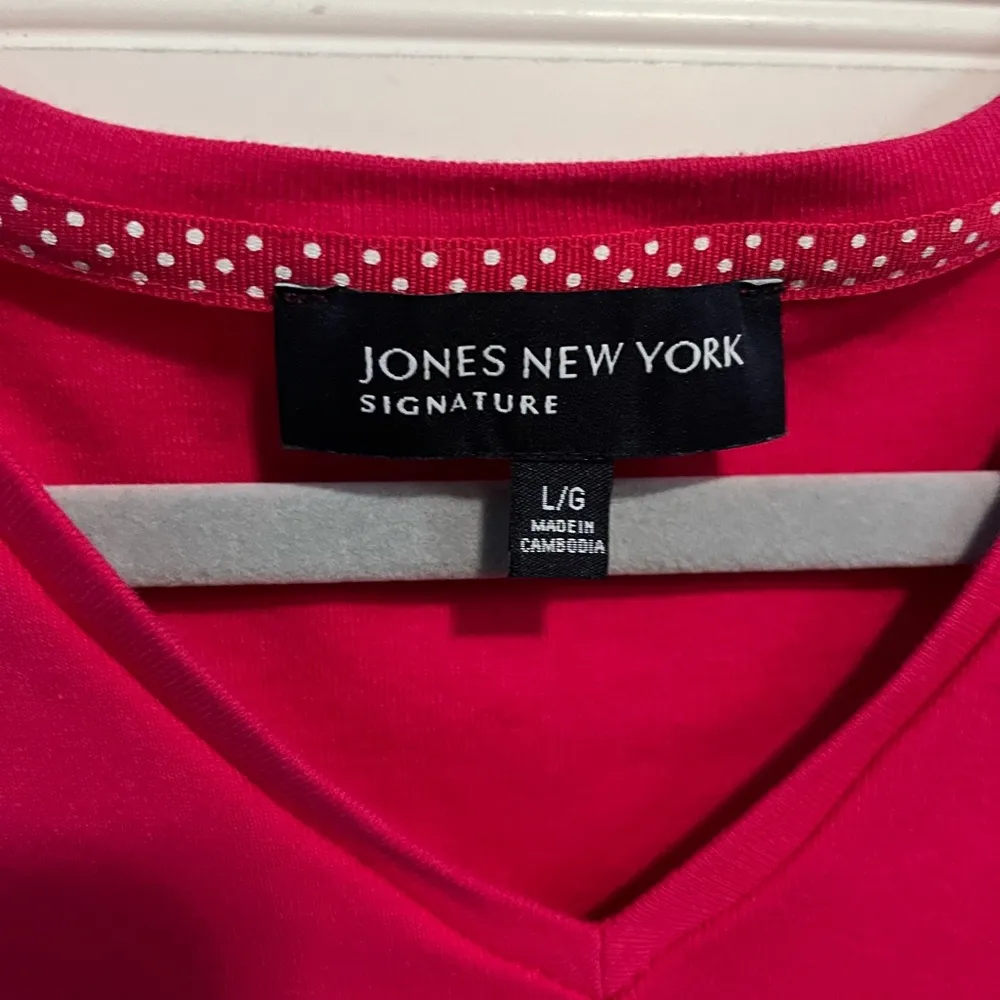 JONES NEW YORK
SIGNATURE
L/G
MADE IN
CAMBODIA